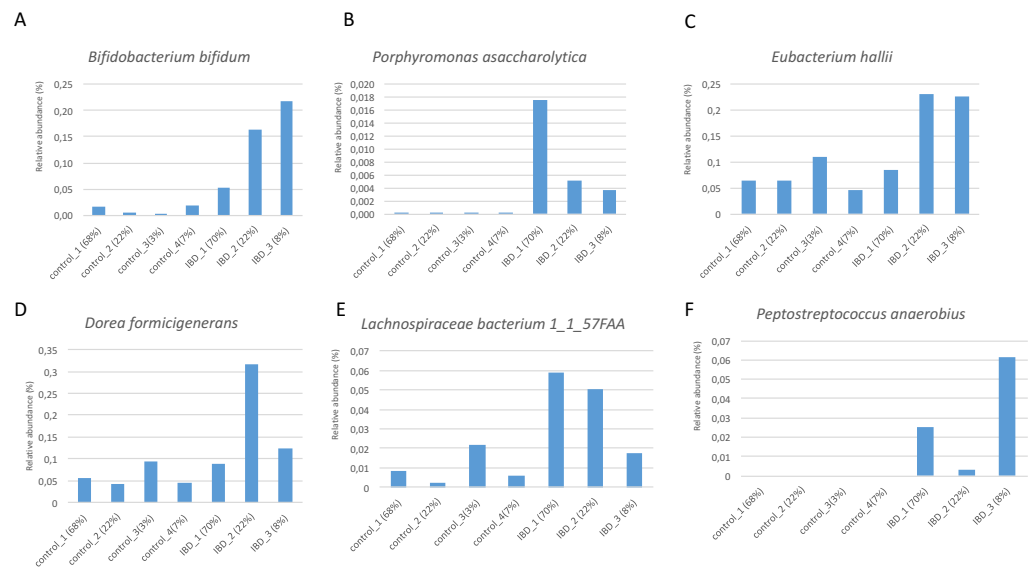 A
Bifidobacterium bifidum
Relative abundance (%)
0,25
0,20
0,15
0,10
0,05
0,00
control_1 (68%)
control_2 (22%)
control_3(3%)
control_4(7%)
IBD_1 (70%)
IBD_2 (22%)
IBD_3 (8%)
B
Porphyromonas asaccharolytica
Relative abundance (%)
0,020
0,018
0,016
0,014
0,012
0,010
0,008
0,006
0,004
0,002
0,000
control_1 (68%)
control_2 (22%)
control_3(3%)
control_4(7%)
IBD_1 (70%)
IBD_2 (22%)
IBD_3 (8%)
C
Eubacterium hallii
Relative abundance (%)
0,25
0,2
0,15
0,1
0,05
0
control_1 (68%)
control_2 (22%)
control_3(3%)
control_4(7%)
IBD_1 (70%)
IBD_2 (22%)
IBD_3 (8%)
D
Dorea formicigenerans
Relative abundance (%)
0,35
0,3
0,25
0,2
0,15
0,1
0,05
0
control_1 (68%)
control_2 (22%)
control_3(3%)
control_4(7%)
IBD_1 (70%)
IBD_2 (22%)
IBD_3 (8%)
E
Lachnospiraceae bacterium 1_1_57FAA
Relative abundance (%)
0,07
0,06
0,05
0,04
0,03
0,02
0,01
0
control_1 (68%)
control_2 (22%)
control_3(3%)
control_4(7%)
IBD_1 (70%)
IBD_2 (22%)
IBD_3 (8%)
F
Peptostreptococcus anaerobius
Relative abundance (%)
0,07
0,06
0,05
0,04
0,03
0,02
0,01
0
control_1 (68%)
control_2 (22%)
control_3(3%)
control_4(7%)
IBD_1 (70%)
IBD_2 (22%)
IBD_3 (8%)